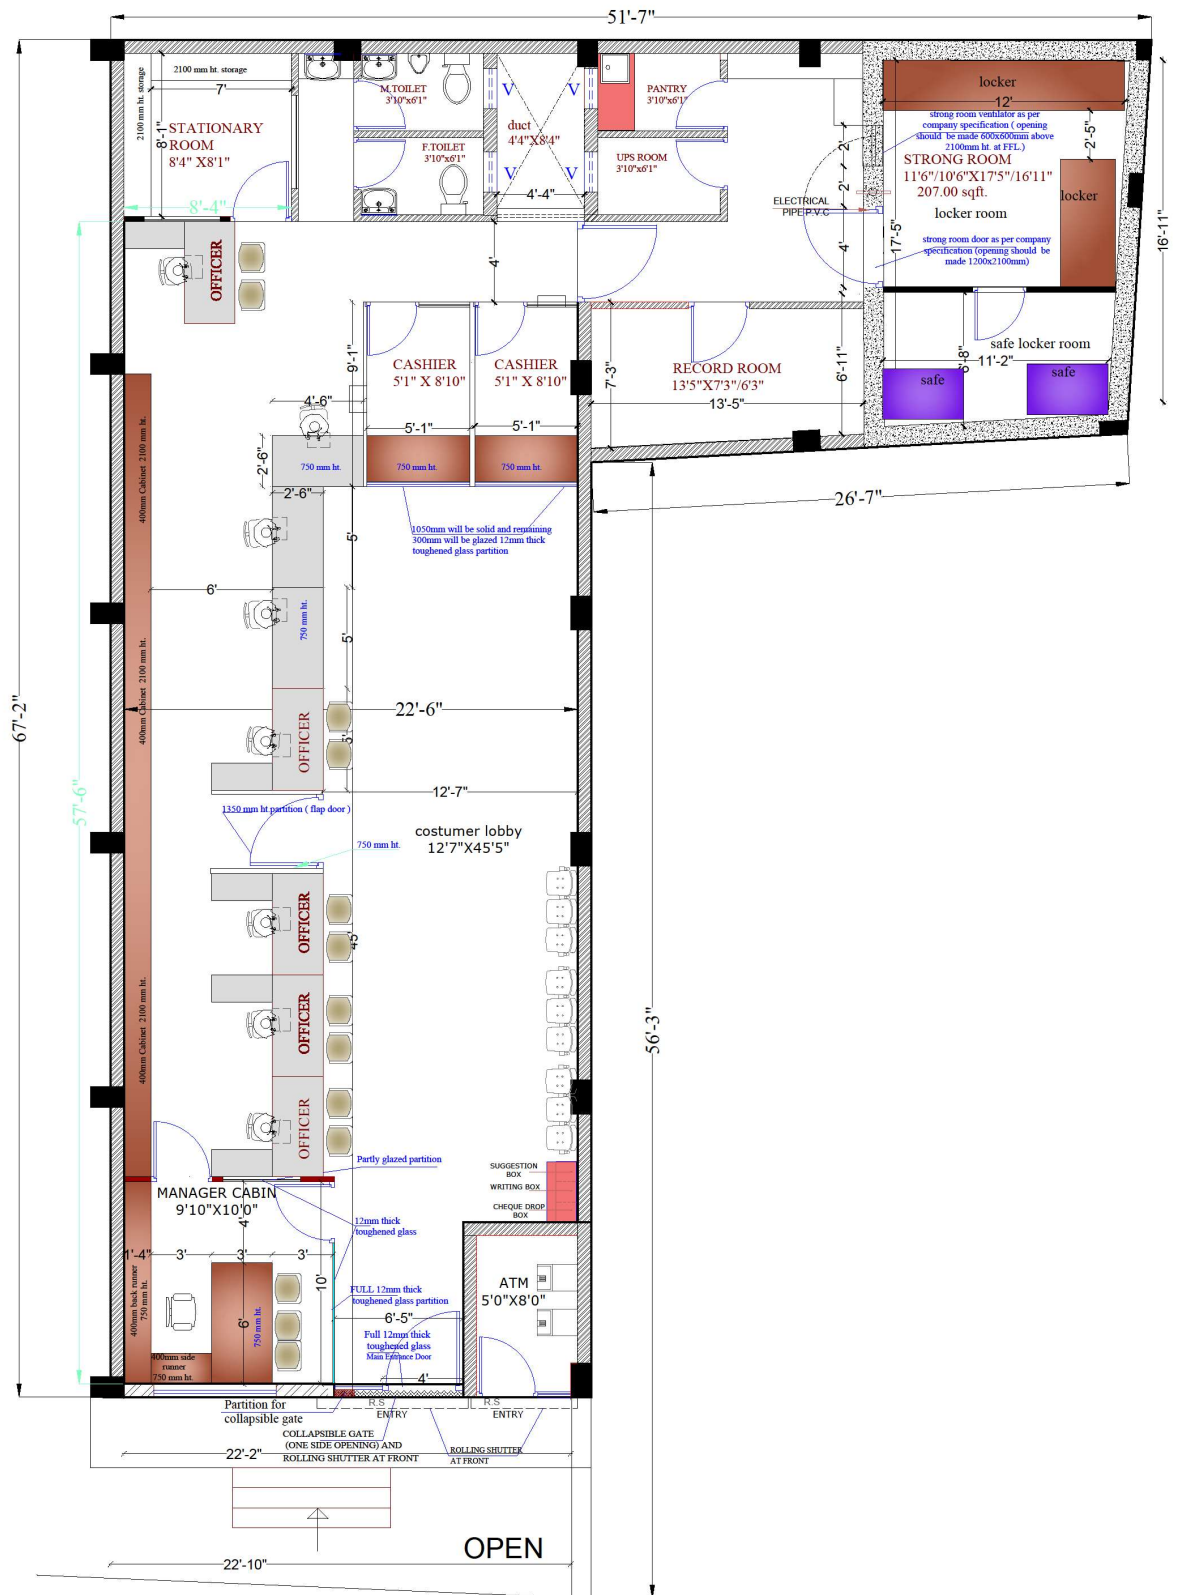 51'-7"
2100 mm ht. storage
7'
2100 mm ht. storage
8'-1"
STATIONARY
ROOM
8'4" X8'1"
8'-4"
M.TOILET
3'10"x6'1"
F.TOILET
3'10"x6'1"
V
V
duct
4'4"X8'4"
V
V
4'-4"
PANTRY
3'10"x6'1"
UPS ROOM
3'10"x6'1"
2'
2'
4'
ELECTRICAL
PIPE P.V.C
locker
12'
strong room ventilator as per
company specification ( opening
should be made 600x600mm above
2100mm ht. at FFL.)
2'-5"
STRONG ROOM
11'6"/10'6"X17'5"/16'11"
207.00 sqft.
locker
locker room
17'-5"
strong room door as per company
specification (opening should be
made 1200x2100mm)
16'-11"
OFFICER
4'
9'-1"
CASHIER
5'1" X 8'10"
CASHIER
5'1" X 8'10"
7'-3"
RECORD ROOM
13'5"X7'3"/6'3"
13'-5"
6'-11"
6'-8"
safe locker room
11'-2"
safe
safe
4'-6"
5'-1"
5'-1"
2'-6"
750 mm ht.
750 mm ht.
750 mm ht.
2'-6"
26'-7"
1050mm will be solid and remaining
300mm will be glazed 12mm thick
toughened glass partition
400mm Cabinet 2100 mm ht.
5'
6'
750 mm ht.
5'
67'-2"
57'-6"
400mm Cabinet 2100 mm ht.
22'-6"
OFFICER
5'
12'-7"
1350 mm ht.partition ( flap door )
costumer lobby
12'7"X45'5"
750 mm ht.
OFFICER
45'
400mm Cabinet 2100 mm ht.
OFFICER
56'-3"
OFFICER
Partly glazed partition
SUGGESTION
BOX
WRITING BOX
CHEQUE DROP
BOX
MANAGER CABIN
9'10"X10'0"
4'
12mm thick
toughened glass
1'-4"
3'
3'
3'
10'
400mm back runner
750 mm ht.
FULL 12mm thick
toughened glass partition
6'-5"
ATM
5'0"X8'0"
6'
750 mm ht.
Full 12mm thick
toughened glass
Main Entrance Door
400mm side
runner
750 mm ht.
4'
R.S
ENTRY
R.S
ENTRY
Partition for
collapsible gate
COLLAPSIBLE GATE
(ONE SIDE OPENING) AND
ROLLING SHUTTER AT FRONT
ROLLING SHUTTER
AT FRONT
22'-2"
OPEN
22'-10"